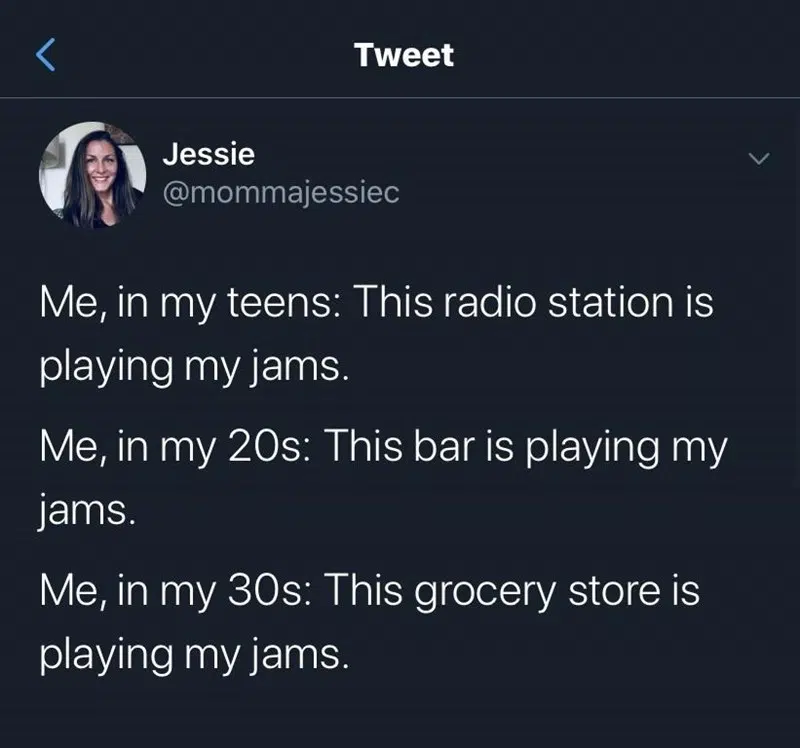 Tweet
Jessie
@mommajessiec
Me, in my teens: This radio station is
playing my jams.
Me, in my 20s: This bar is playing my
jams.
Me, in my 30s: This grocery store is
playing my jams.